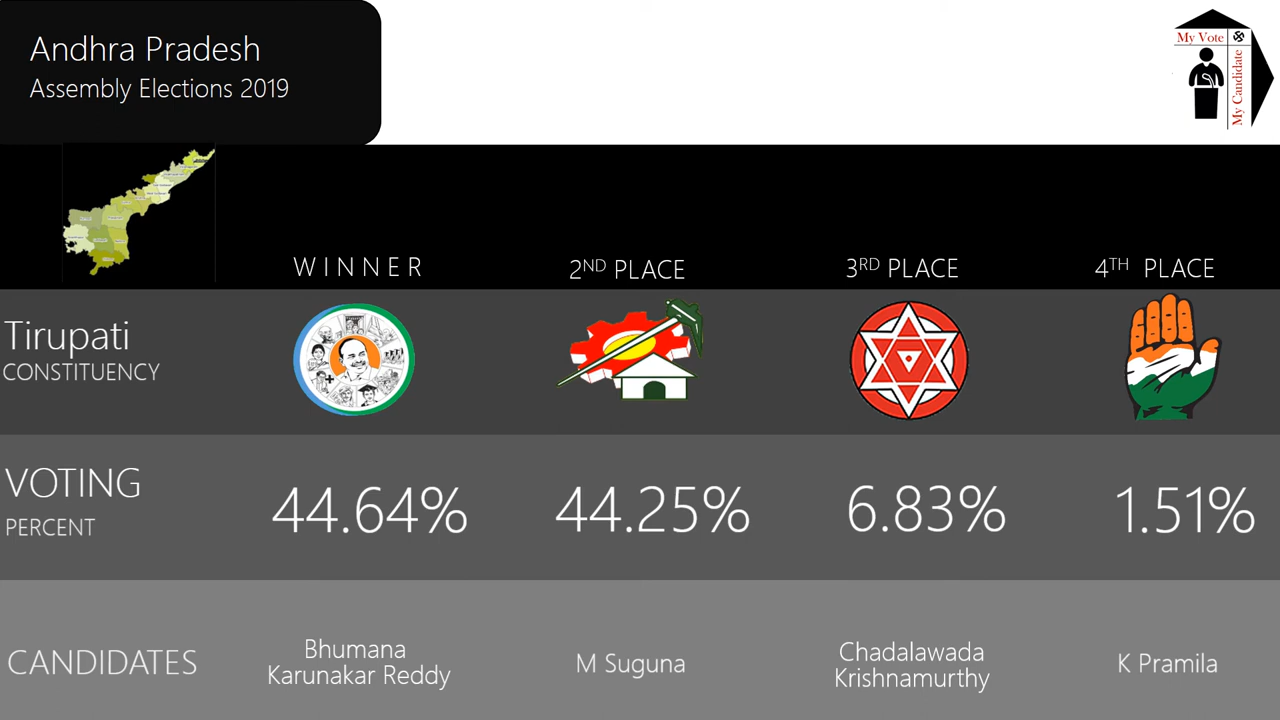 Andhra Pradesh
Assembly Elections 2019
My Vote
My Candidate
WINNER
2ND PLACE
3RD PLACE
4TH PLACE
Tirupati
CONSTITUENCY
VOTING
PERCENT
44.64%
44.25%
6.83%
1.51%
CANDIDATES
Bhumana
Karunakar Reddy
M Suguna
Chadalawada
Krishnamurthy
K Pramila